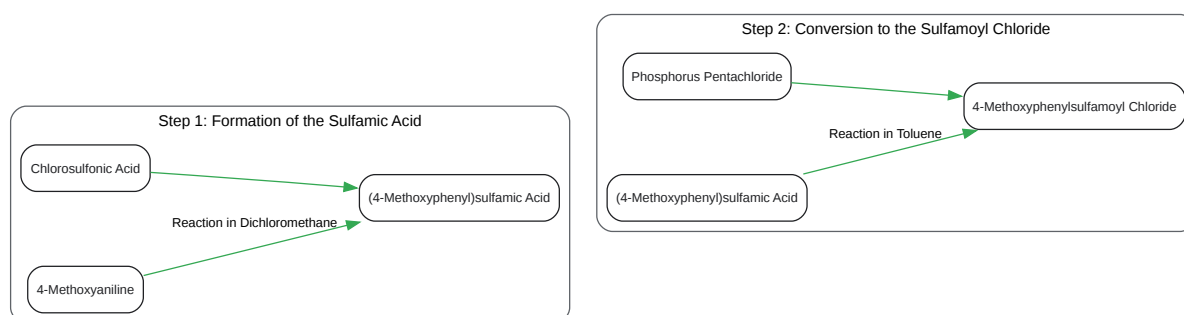 Step 1: Formation of the Sulfamic Acid
Chlorosulfonic Acid
(4-Methoxyphenyl)sulfamic Acid
Reaction in Dichloromethane
4-Methoxyaniline
Step 2: Conversion to the Sulfamoyl Chloride
Phosphorus Pentachloride
4-Methoxyphenylsulfamoyl Chloride
Reaction in Toluene
(4-Methoxyphenyl)sulfamic Acid